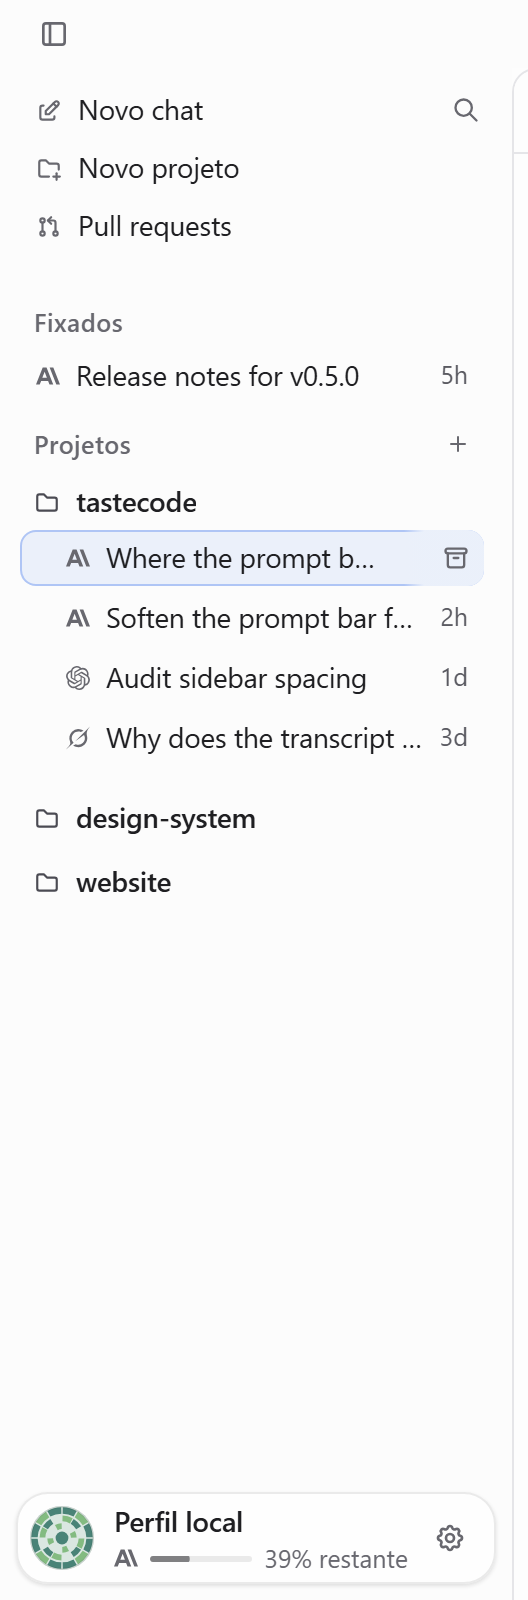 Novo chat
Novo projeto
Pull requests
Fixados
Release notes for v0.5.0 5h
Projetos
tastecode
Where the prompt b...
Soften the prompt bar f... 2h
Audit sidebar spacing 1d
Why does the transcript ... 3d
design-system
website
Perfil local
39% restante